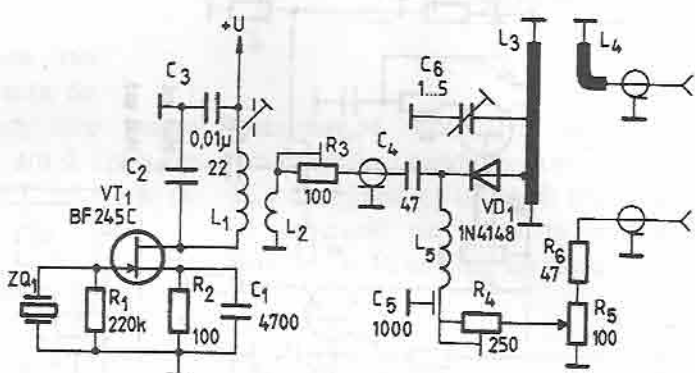 +U
C3
0,01µ
C2
22
VT1
BF245C
L1
L2
R3
100
C4
47
C6
1..5
L3
L4
VD1
1N4148
L5
ZQ1
R1
220k
R2
100
C1
4700
C5
1000
R4
250
R6
47
R5
100